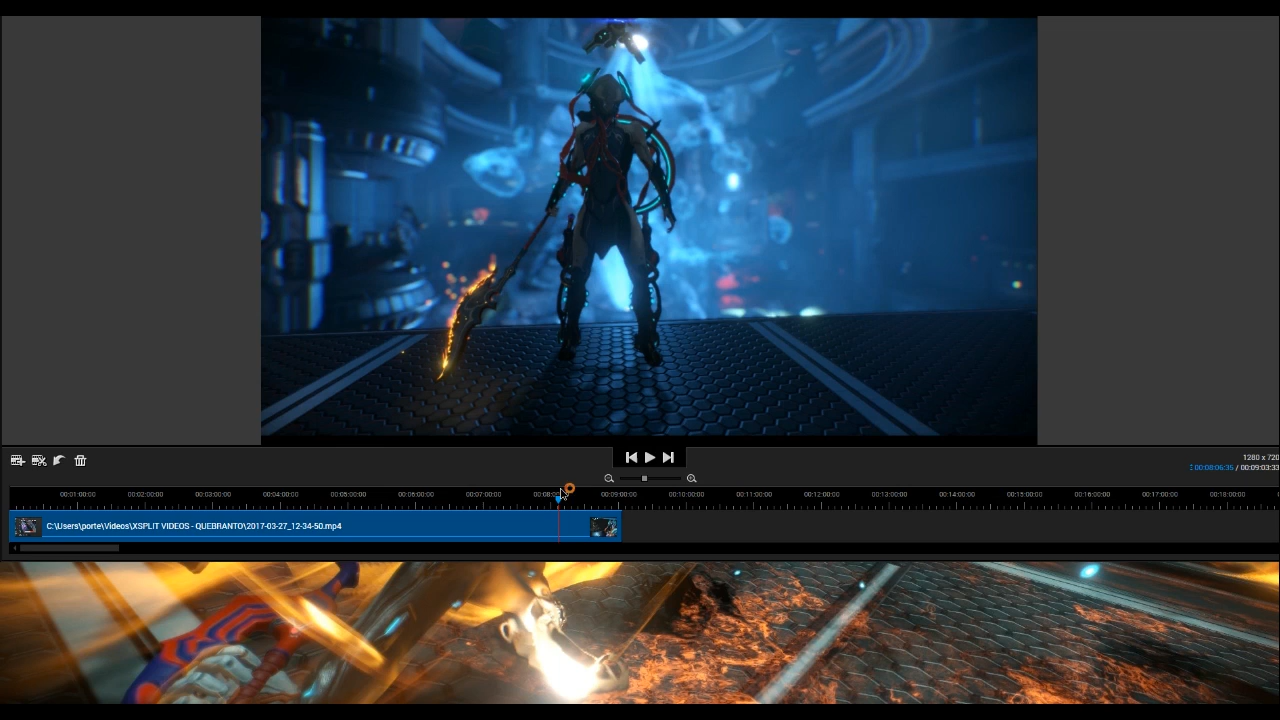 1280 x 720
00:08:06:35 / 00:09:03:33
00:01:00:00 00:02:00:00 00:03:00:00 00:04:00:00 00:05:00:00 00:06:00:00 00:07:00:00 00:08: 00:09:00:00 00:10:00:00 00:11:00:00 00:12:00:00 00:13:00:00 00:14:00:00 00:15:00:00 00:16:00:00 00:17:00:00 00:18:00:00
C:\Users\porte\Videos\XSPLIT VIDEOS - QUEBRANTO\2017-03-27_12-34-50.mp4